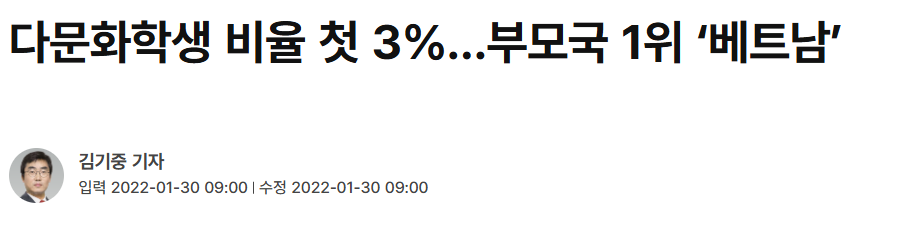 다문화학생 비율 첫 3%...부모국 1위 ‘베트남’
김기중 기자
입력 2022-01-30 09:00 | 수정 2022-01-30 09:00